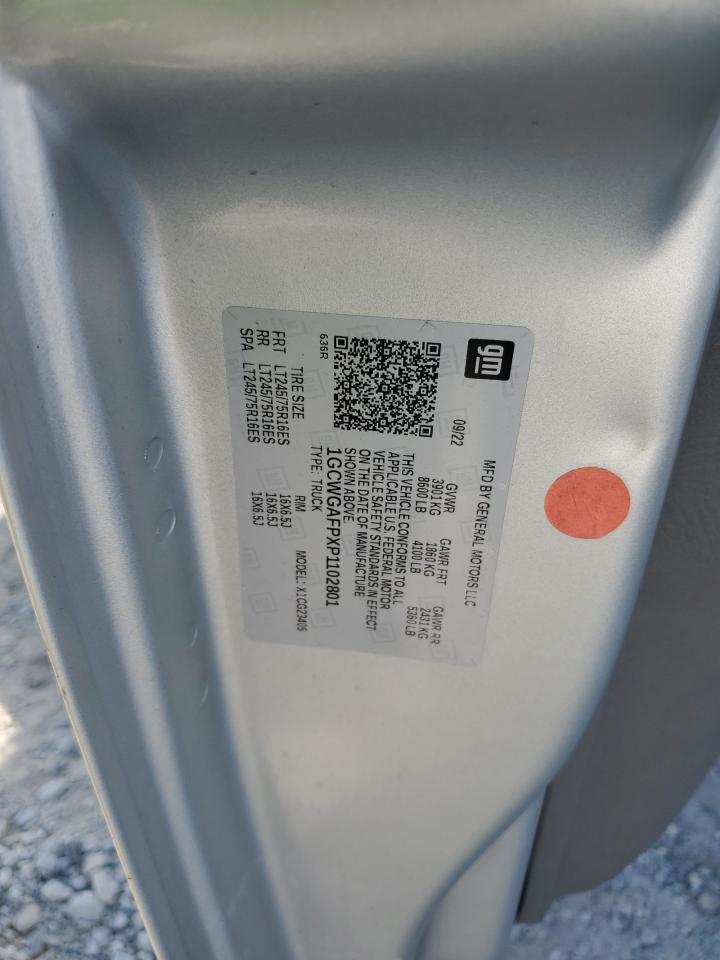 gm
MFD BY GENERAL MOTORS LLC
09/22
GVWR GAWR FRT GAWR RR
3901 KG 1860 KG 2431 KG
8600 LB 4100 LB 5360 LB
THIS VEHICLE CONFORMS TO ALL
APPLICABLE U.S. FEDERAL MOTOR
VEHICLE SAFETY STANDARDS IN EFFECT
ON THE DATE OF MANUFACTURE
SHOWN ABOVE.
1GCWGAFPXP1102801
636R
TYPE: TRUCK MODEL: X1CG23405
TIRE SIZE RIM
FRT LT245/75R16ES 16X6.5J
RR LT245/75R16ES 16X6.5J
SPA LT245/75R16ES